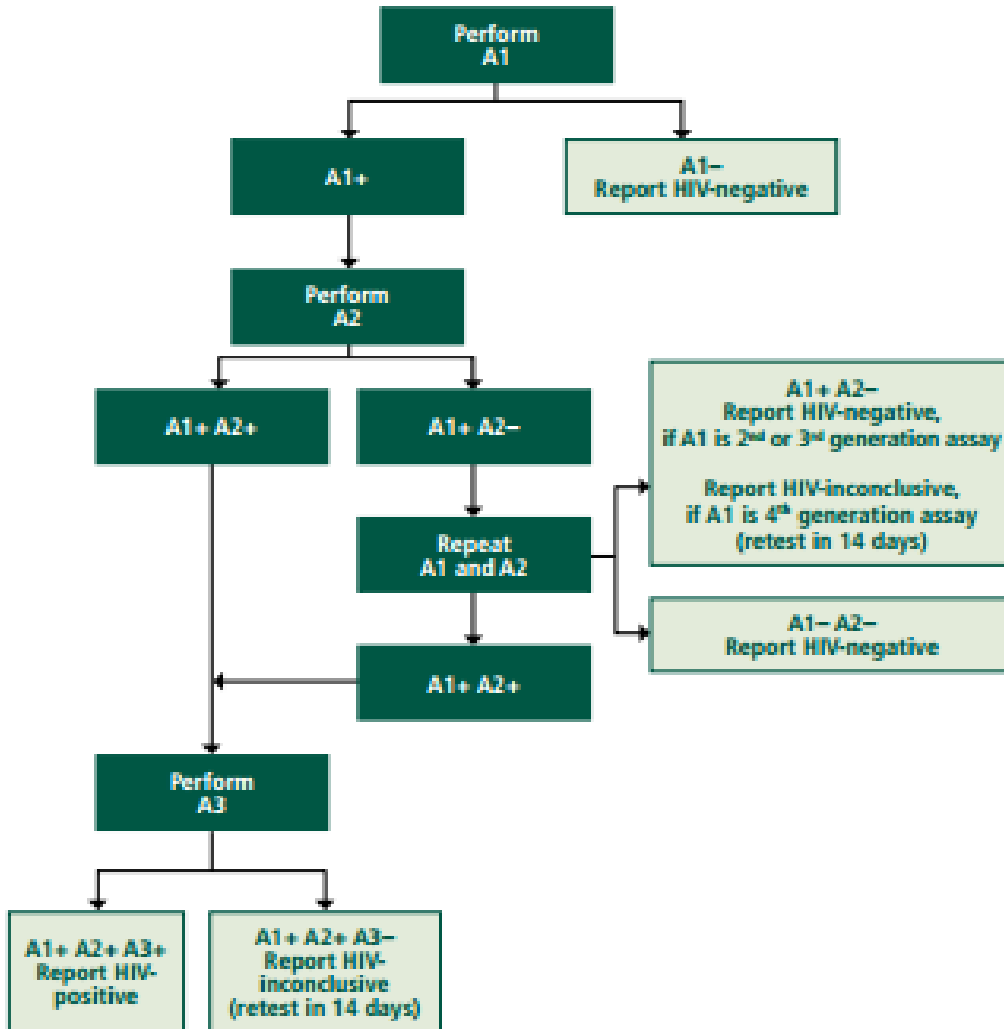 Perform
A1
A1+
A1–
Report HIV-negative
Perform
A2
A1+ A2+
A1+ A2–
A1+ A2–
Report HIV-negative,
if A1 is 2nd or 3rd generation assay
Report HIV-inconclusive,
if A1 is 4th generation assay
(retest in 14 days)
Repeat
A1 and A2
A1– A2–
Report HIV-negative
A1+ A2+
Perform
A3
A1+ A2+ A3+
Report HIV-
positive
A1+ A2+ A3–
Report HIV-
inconclusive
(retest in 14 days)